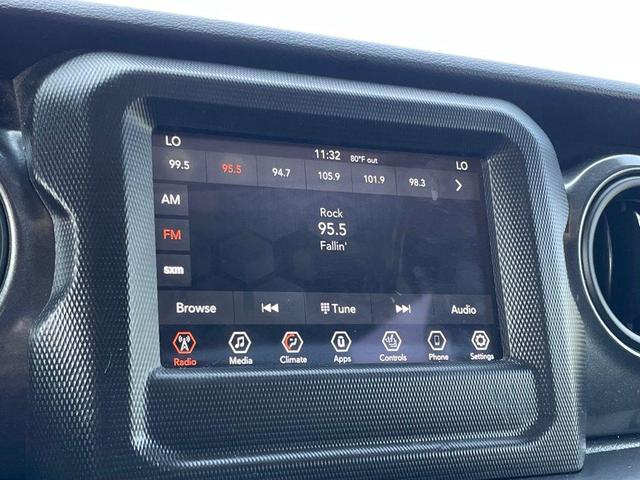 LO 11:32 80°F out LO
99.5 95.5 94.7 105.9 101.9 98.3
AM
FM
sxm
Rock
95.5
Fallin'
Browse Tune Audio
Radio Media Climate Apps Controls Phone Settings